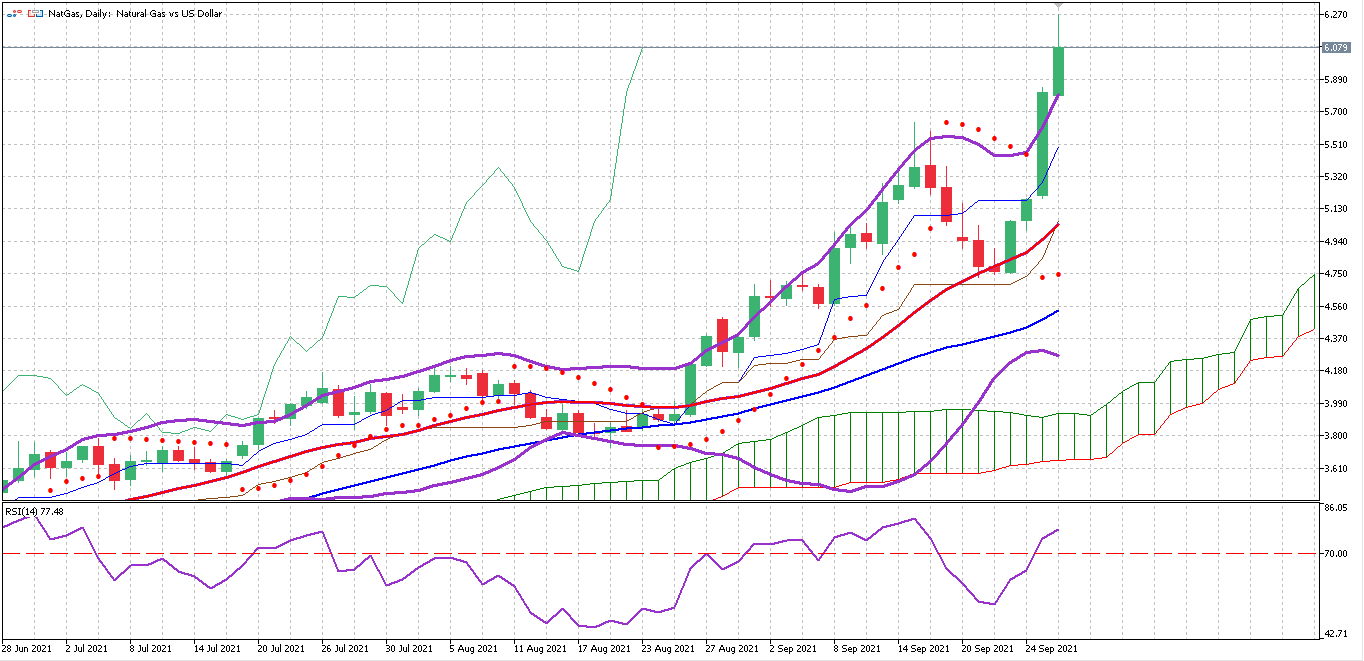 NatGas, Daily: Natural Gas vs US Dollar
6.270
6.079
5.890
5.700
5.510
5.320
5.130
4.940
4.750
4.560
4.370
4.180
3.990
3.800
3.610
RSI(14) 77.48
86.05
70.00
42.71
28 Jun 2021
2 Jul 2021
8 Jul 2021
14 Jul 2021
20 Jul 2021
26 Jul 2021
30 Jul 2021
5 Aug 2021
11 Aug 2021
17 Aug 2021
23 Aug 2021
27 Aug 2021
2 Sep 2021
8 Sep 2021
14 Sep 2021
20 Sep 2021
24 Sep 2021